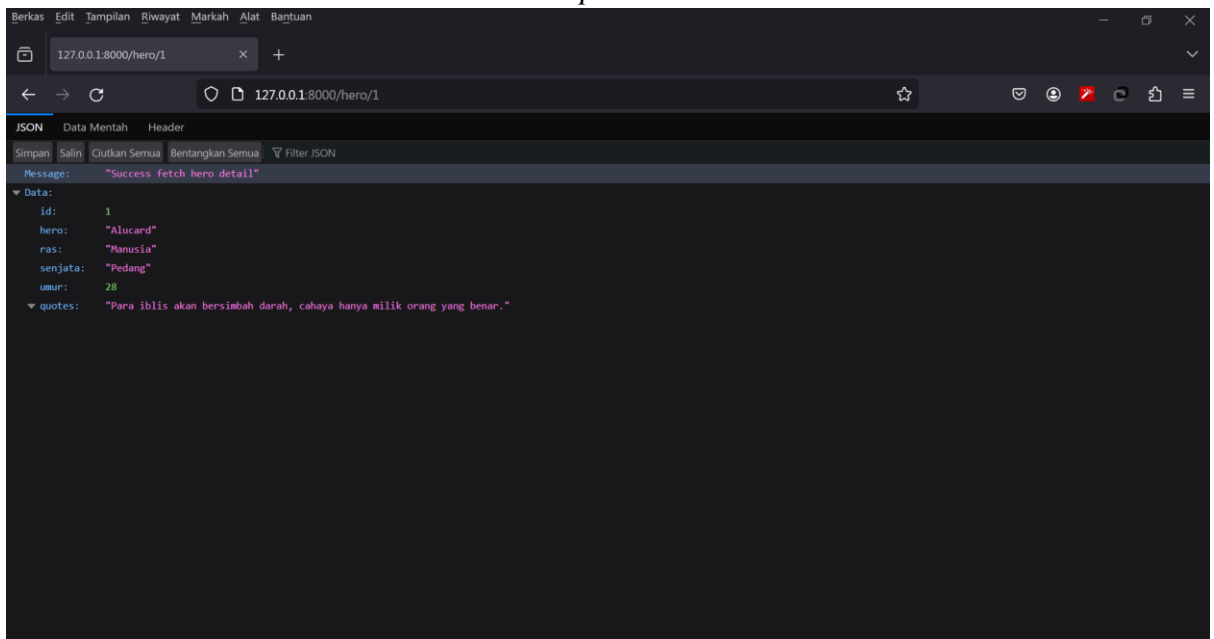 Berkas Edit Tampilan Riwayat Markah Alat Bantuan
127.0.0.1:8000/hero/1
127.0.0.1:8000/hero/1
JSON Data Mentah Header
Simpan Salin Ciutkan Semua Bentangkan Semua Filter JSON
Message: "Success fetch hero detail"
Data:
id: 1
hero: "Alucard"
ras: "Manusia"
senjata: "Pedang"
umur: 28
quotes: "Para iblis akan bersimbah darah, cahaya hanya milik orang yang benar."